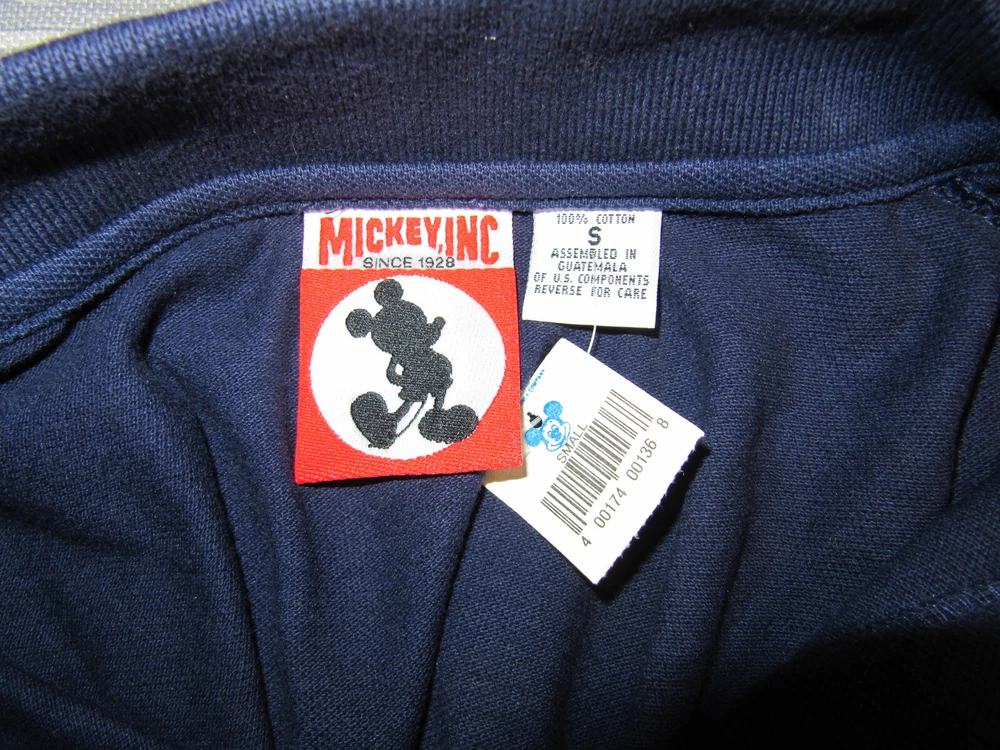 MICKEY, INC
SINCE 1928
100% COTTON
S
ASSEMBLED IN
GUATEMALA
OF U.S. COMPONENTS
REVERSE FOR CARE
COMPANY
SMALL
4 00174 00136 8